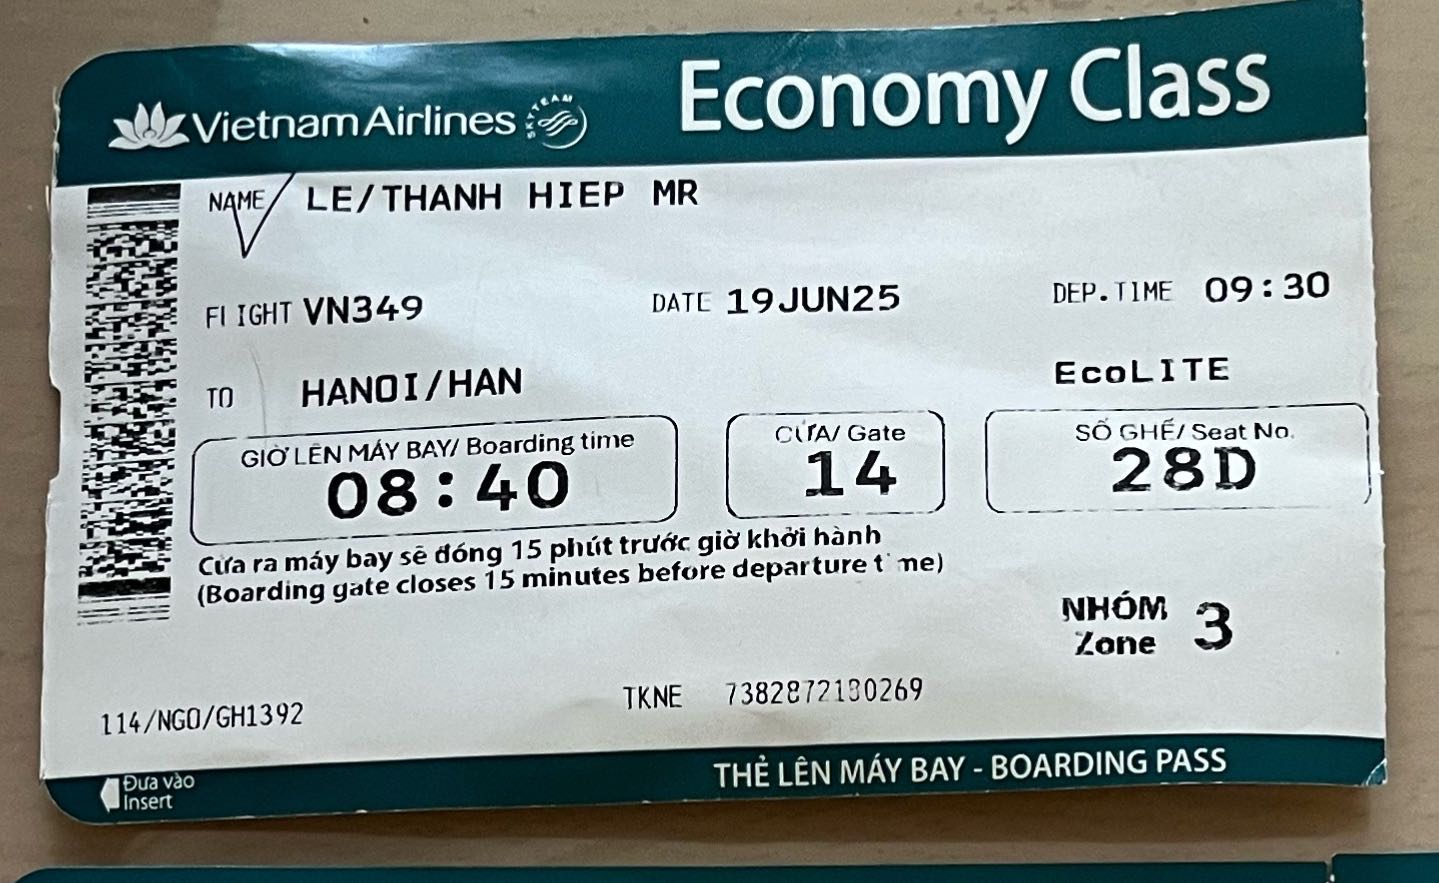 Vietnam Airlines SKYTEAM
Economy Class
NAME LE/THANH HIEP MR
FLIGHT VN349 DATE 19JUN25 DEP.TIME 09:30
TO HANOI/HAN EcoLITE
GIỜ LÊN MÁY BAY/ Boarding time CỬA/ Gate SỐ GHẾ/ Seat No.
08:40 14 28D
Cửa ra máy bay sẽ đóng 15 phút trước giờ khởi hành
(Boarding gate closes 15 minutes before departure time)
NHÓM
Zone 3
114/NGO/GH1392 TKNE 7382872180269
Đưa vào
Insert
THẺ LÊN MÁY BAY - BOARDING PASS